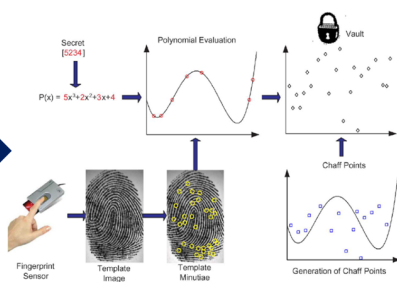 Secret
[5234]
Polynomial Evaluation
Vault
P(x) = 5x³+2x²+3x+4
Chaff Points
Fingerprint
Sensor
Template
Image
Template
Minutiae
Generation of Chaff Points